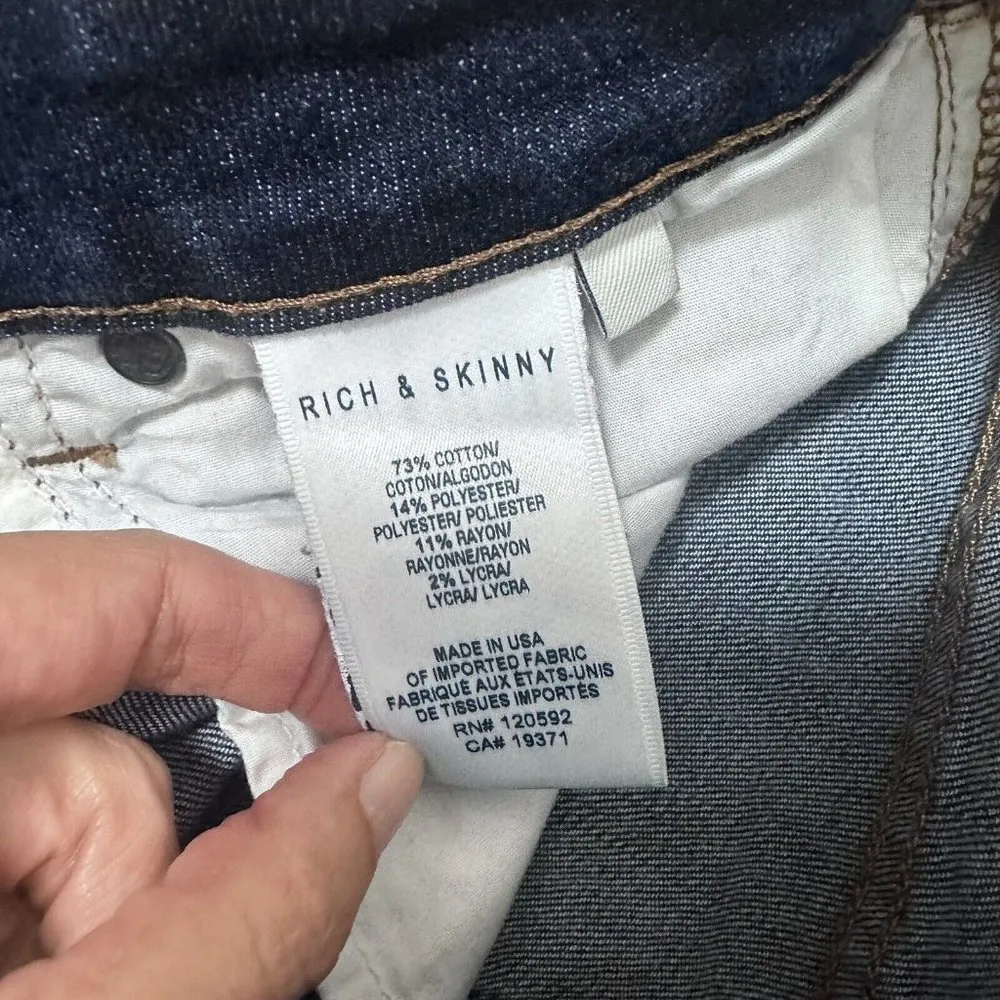 RICH & SKINNY
73% COTTON/
COTON/ALGODON
14% POLYESTER/
POLYESTER/ POLIESTER
11% RAYON/
RAYONNE/RAYON
2% LYCRA/
LYCRA/ LYCRA
MADE IN USA
OF IMPORTED FABRIC
FABRIQUE AUX ÉTATS-UNIS
DE TISSUES IMPORTÉS
RN# 120592
CA# 19371